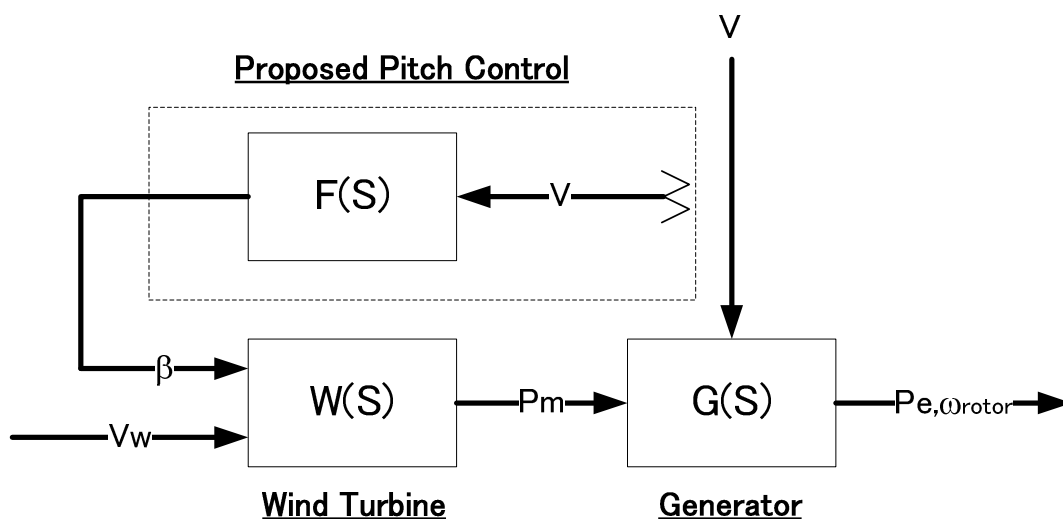 V
Proposed Pitch Control
F(S)
V
β
W(S)
Pm
G(S)
Pe,ωrotor
Vw
Wind Turbine
Generator